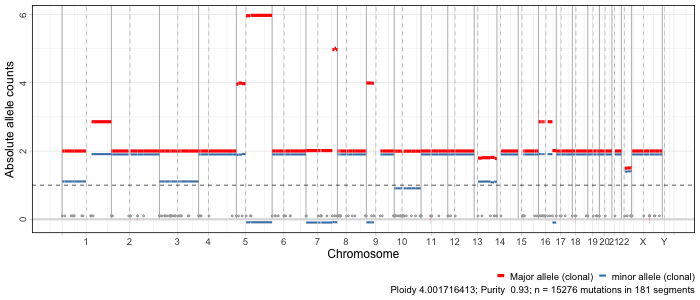 Absolute allele counts
6
4
2
0
1 2 3 4 5 6 7 8 9 10 11 12 13 14 15 16 17 18 19 20 21 22 X Y
Chromosome
Major allele (clonal) minor allele (clonal)
Ploidy 4.001716413; Purity 0.93; n = 15276 mutations in 181 segments